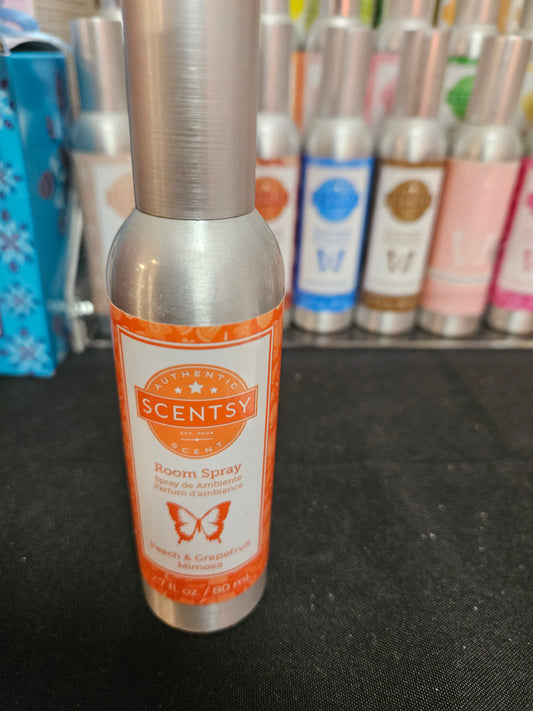 AUTHENTIC
SCENTSY
EST. 2004
SCENT
Room Spray
Spray de Ambiente
Parfum d'ambiance
Peach & Grapefruit
Mimosa
2.7 fl. oz. / 80 mL